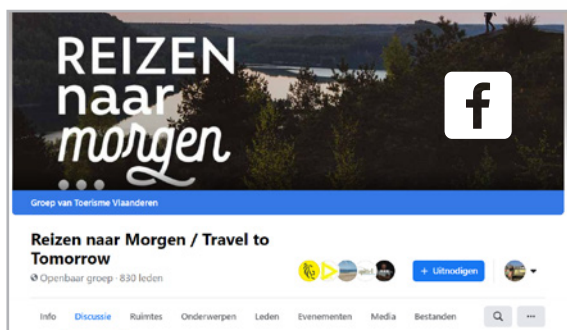 REIZEN
naar
morgen
...
f
Groep van Toerisme Vlaanderen
Reizen naar Morgen / Travel to
Tomorrow
Openbaar groep · 830 leden
+ Uitnodigen
Info Discussie Ruimtes Onderwerpen Leden Evenementen Media Bestanden ...